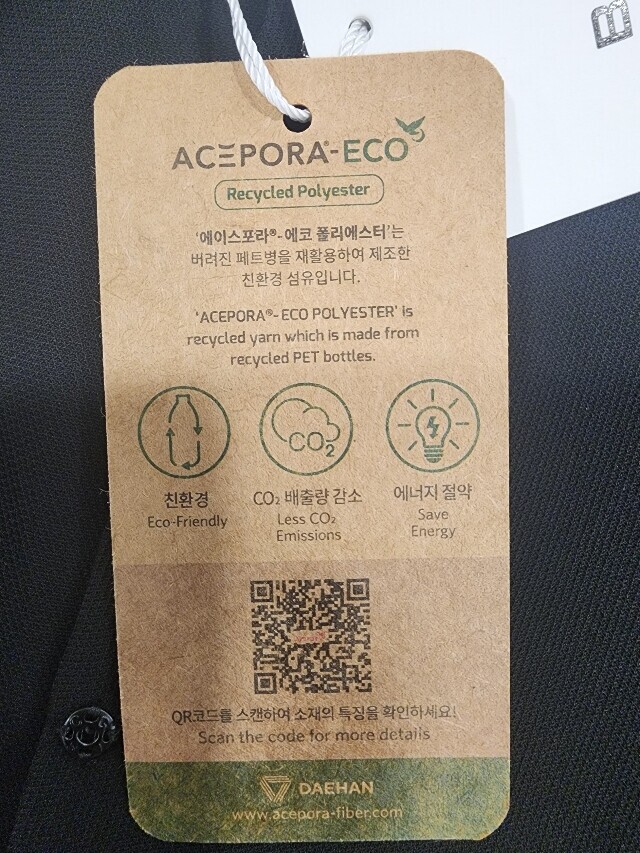 ACEPORA®-ECO
Recycled Polyester
'에이스포라®-에코 폴리에스터'는
버려진 페트병을 재활용하여 제조한
친환경 섬유입니다.
'ACEPORA®-ECO POLYESTER' is
recycled yarn which is made from
recycled PET bottles.
CO₂
친환경
Eco-Friendly
CO₂ 배출량 감소
Less CO₂
Emissions
에너지 절약
Save
Energy
QR코드를 스캔하여 소재의 특징을 확인하세요!
Scan the code for more details
DAEHAN
www.acepora-fiber.com